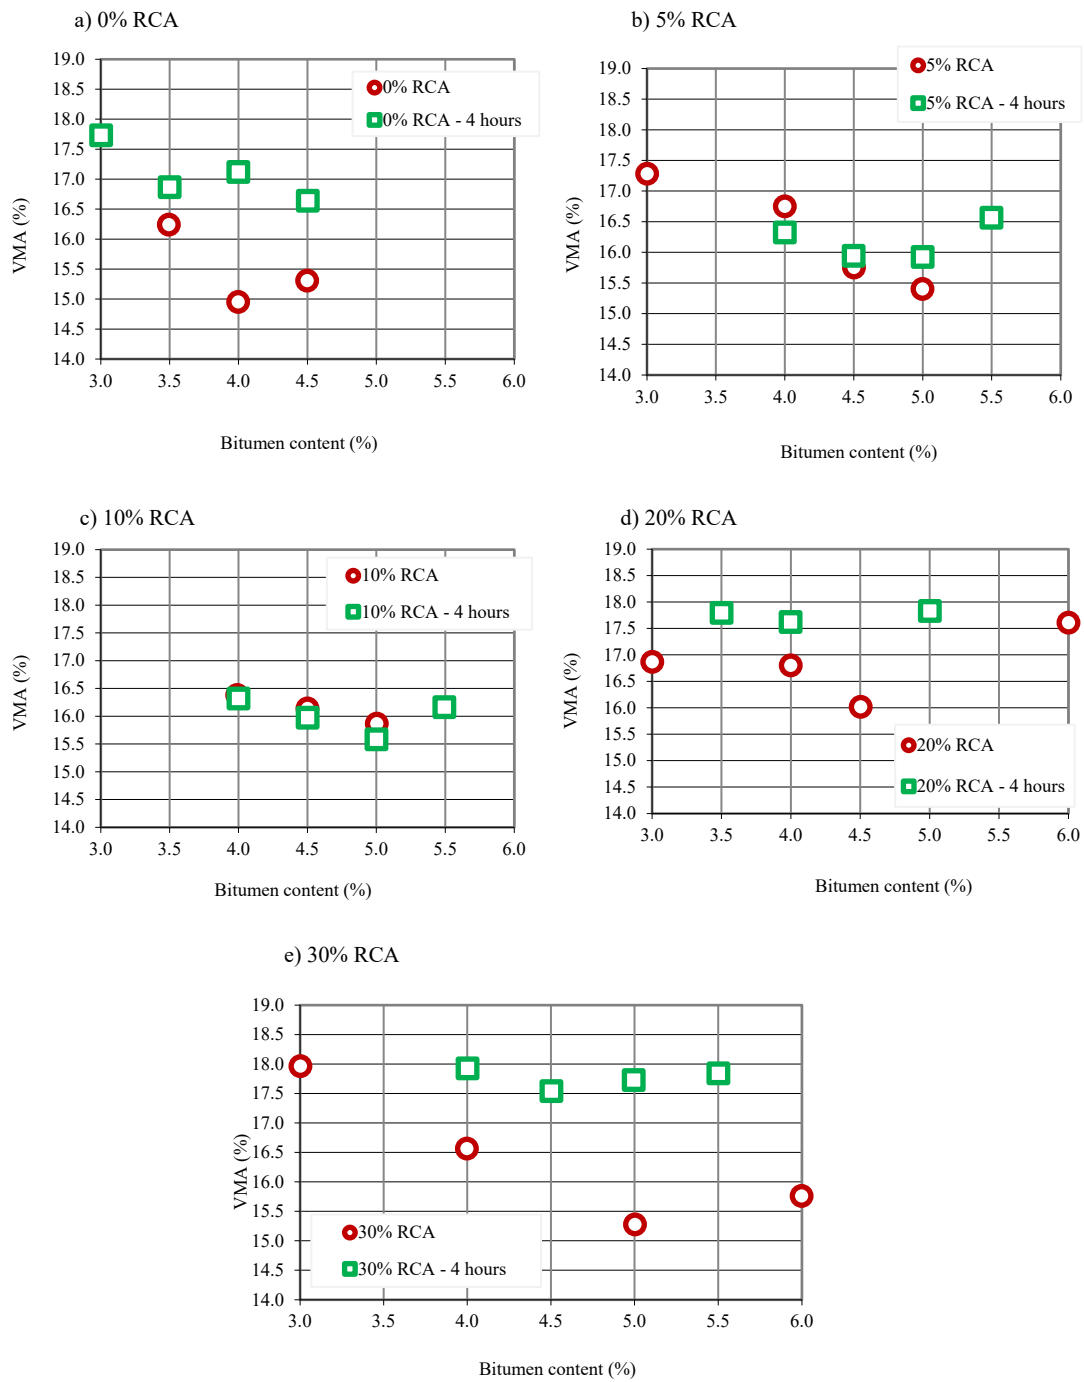 a) 0% RCA
19.0
18.5
18.0
17.5
17.0
16.5
16.0
15.5
15.0
14.5
14.0
VMA (%)
0% RCA
0% RCA - 4 hours
3.0 3.5 4.0 4.5 5.0 5.5 6.0
Bitumen content (%)
b) 5% RCA
19.0
18.5
18.0
17.5
17.0
16.5
16.0
15.5
15.0
14.5
14.0
VMA (%)
5% RCA
5% RCA - 4 hours
3.0 3.5 4.0 4.5 5.0 5.5 6.0
Bitumen content (%)
c) 10% RCA
19.0
18.5
18.0
17.5
17.0
16.5
16.0
15.5
15.0
14.5
14.0
VMA (%)
10% RCA
10% RCA - 4 hours
3.0 3.5 4.0 4.5 5.0 5.5 6.0
Bitumen content (%)
d) 20% RCA
19.0
18.5
18.0
17.5
17.0
16.5
16.0
15.5
15.0
14.5
14.0
VMA (%)
20% RCA
20% RCA - 4 hours
3.0 3.5 4.0 4.5 5.0 5.5 6.0
Bitumen content (%)
e) 30% RCA
19.0
18.5
18.0
17.5
17.0
16.5
16.0
15.5
15.0
14.5
14.0
VMA (%)
30% RCA
30% RCA - 4 hours
3.0 3.5 4.0 4.5 5.0 5.5 6.0
Bitumen content (%)